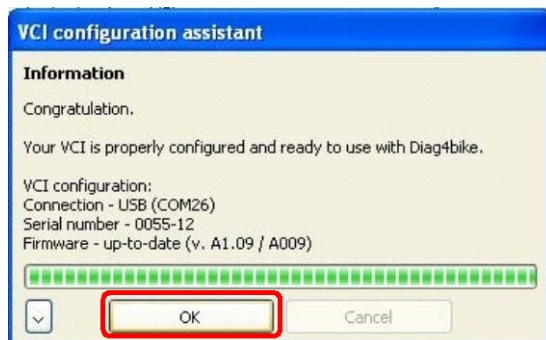 VCI configuration assistant
Information
Congratulation.
Your VCI is properly configured and ready to use with Diag4bike.
VCI configuration:
Connection - USB (COM26)
Serial number - 0055-12
Firmware - up-to-date (v. A1.09 / A009)
OK Cancel